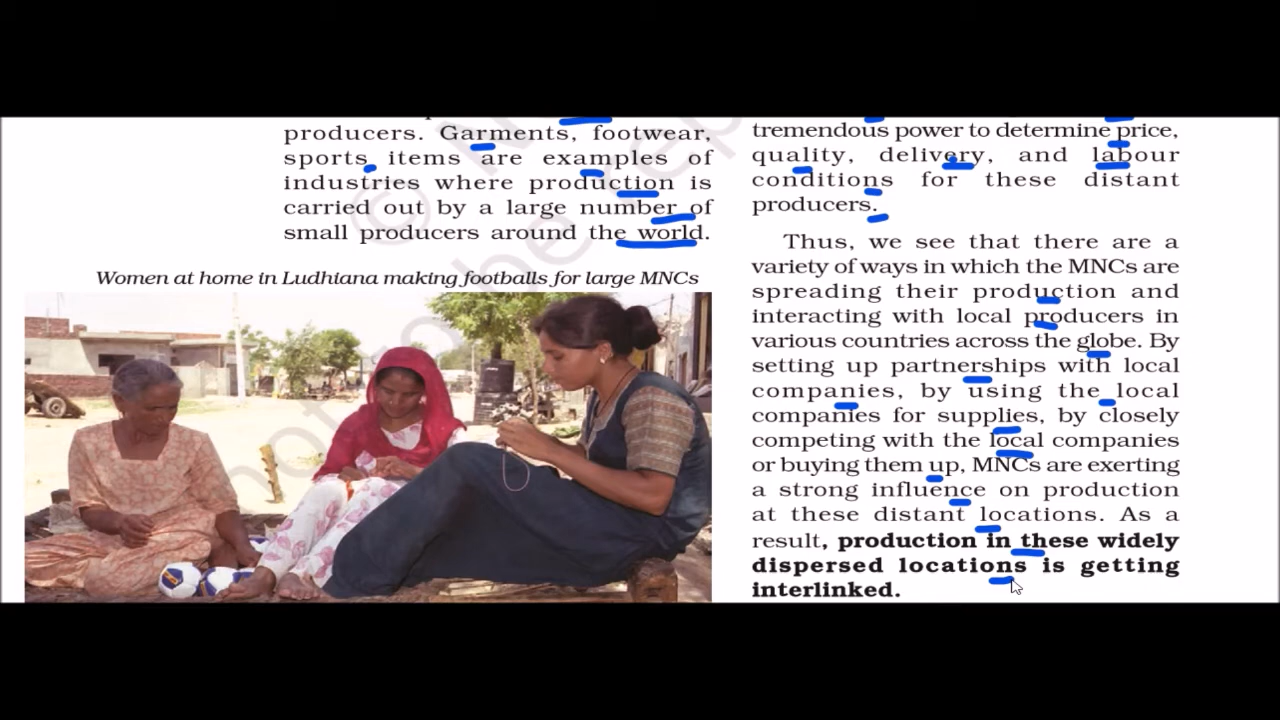 producers. Garments, footwear,
sports items are examples of
industries where production is
carried out by a large number of
small producers around the world.
Women at home in Ludhiana making footballs for large MNCs
tremendous power to determine price,
quality, delivery, and labour
conditions for these distant
producers.
Thus, we see that there are a
variety of ways in which the MNCs are
spreading their production and
interacting with local producers in
various countries across the globe. By
setting up partnerships with local
companies, by using the local
companies for supplies, by closely
competing with the local companies
or buying them up, MNCs are exerting
a strong influence on production
at these distant locations. As a
result, production in these widely
dispersed locations is getting
interlinked.